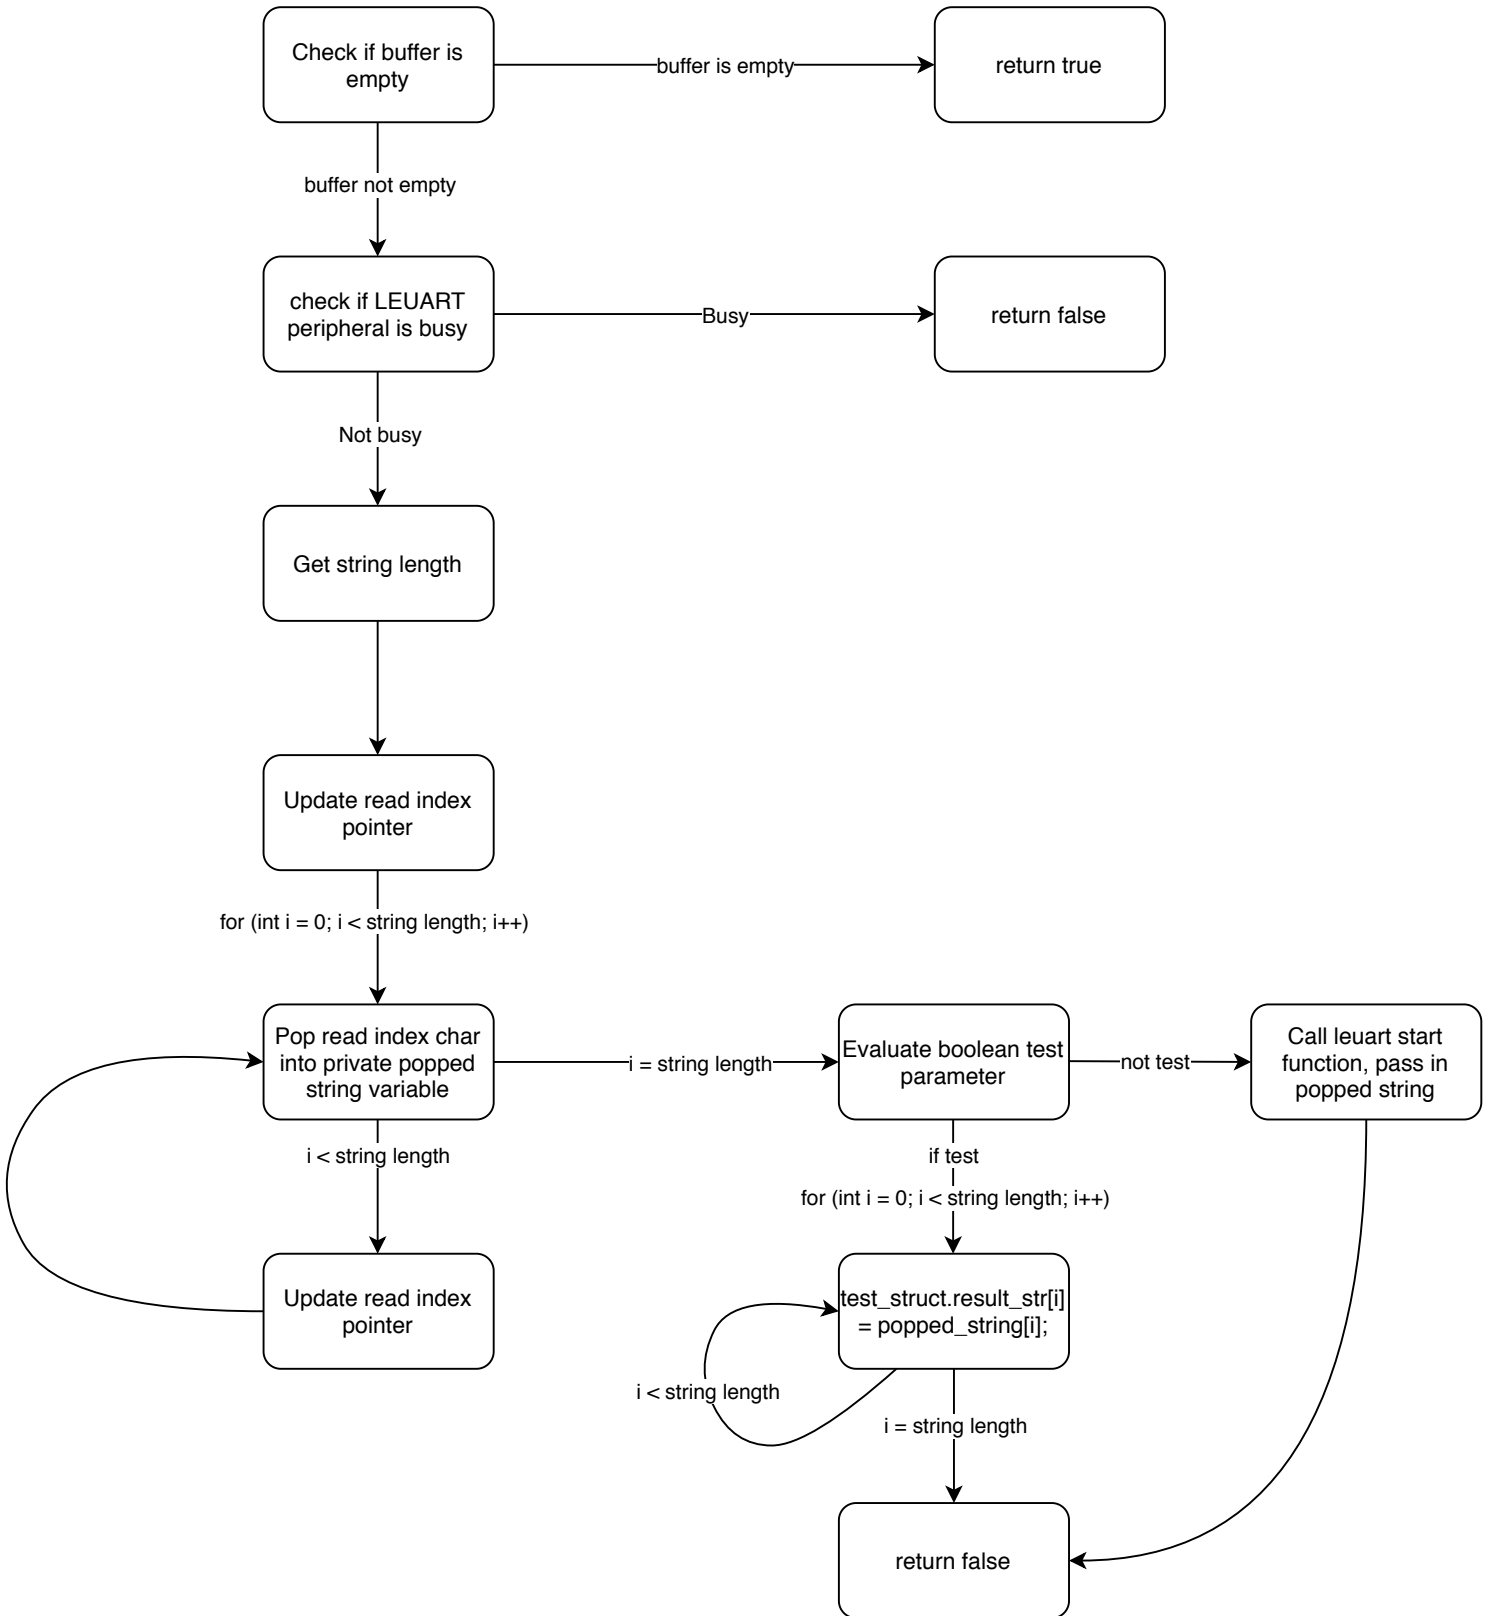 Check if buffer is
empty
buffer is empty
return true
buffer not empty
check if LEUART
peripheral is busy
Busy
return false
Not busy
Get string length
Update read index
pointer
for (int i = 0; i < string length; i++)
Pop read index char
into private popped
string variable
i = string length
Evaluate boolean test
parameter
not test
Call leuart start
function, pass in
popped string
i < string length
if test
for (int i = 0; i < string length; i++)
Update read index
pointer
test_struct.result_str[i]
= popped_string[i];
i < string length
i = string length
return false